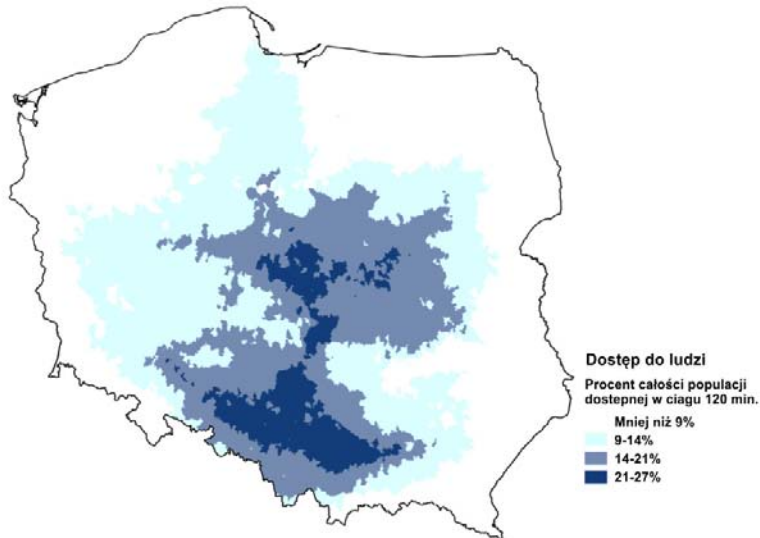 Dostęp do ludzi
Procent całości populacji
dostepnej w ciagu 120 min.
Mniej niż 9%
9-14%
14-21%
21-27%